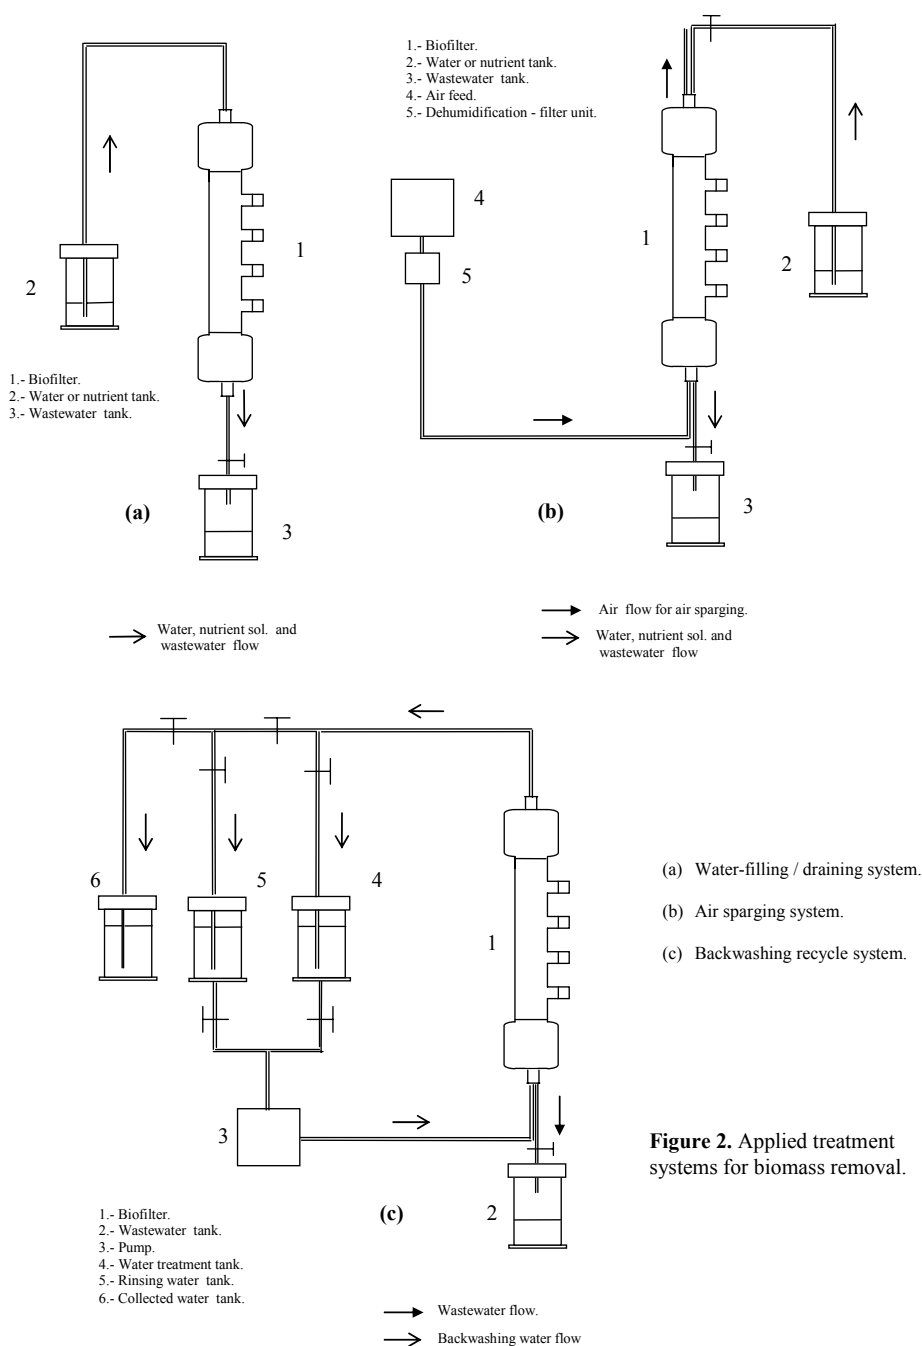 2
1
1.- Biofilter.
2.- Water or nutrient tank.
3.- Wastewater tank.
3
(a)
Water, nutrient sol. and
wastewater flow
1.- Biofilter.
2.- Water or nutrient tank.
3.- Wastewater tank.
4.- Air feed.
5.- Dehumidification - filter unit.
4
5
1
2
3
(b)
Air flow for air sparging.
Water, nutrient sol. and
wastewater flow
6
5
4
1
3
2
1.- Biofilter.
2.- Wastewater tank.
3.- Pump.
4.- Water treatment tank.
5.- Rinsing water tank.
6.- Collected water tank.
(c)
Wastewater flow.
Backwashing water flow
(a) Water-filling / draining system.
(b) Air sparging system.
(c) Backwashing recycle system.
Figure 2. Applied treatment
systems for biomass removal.